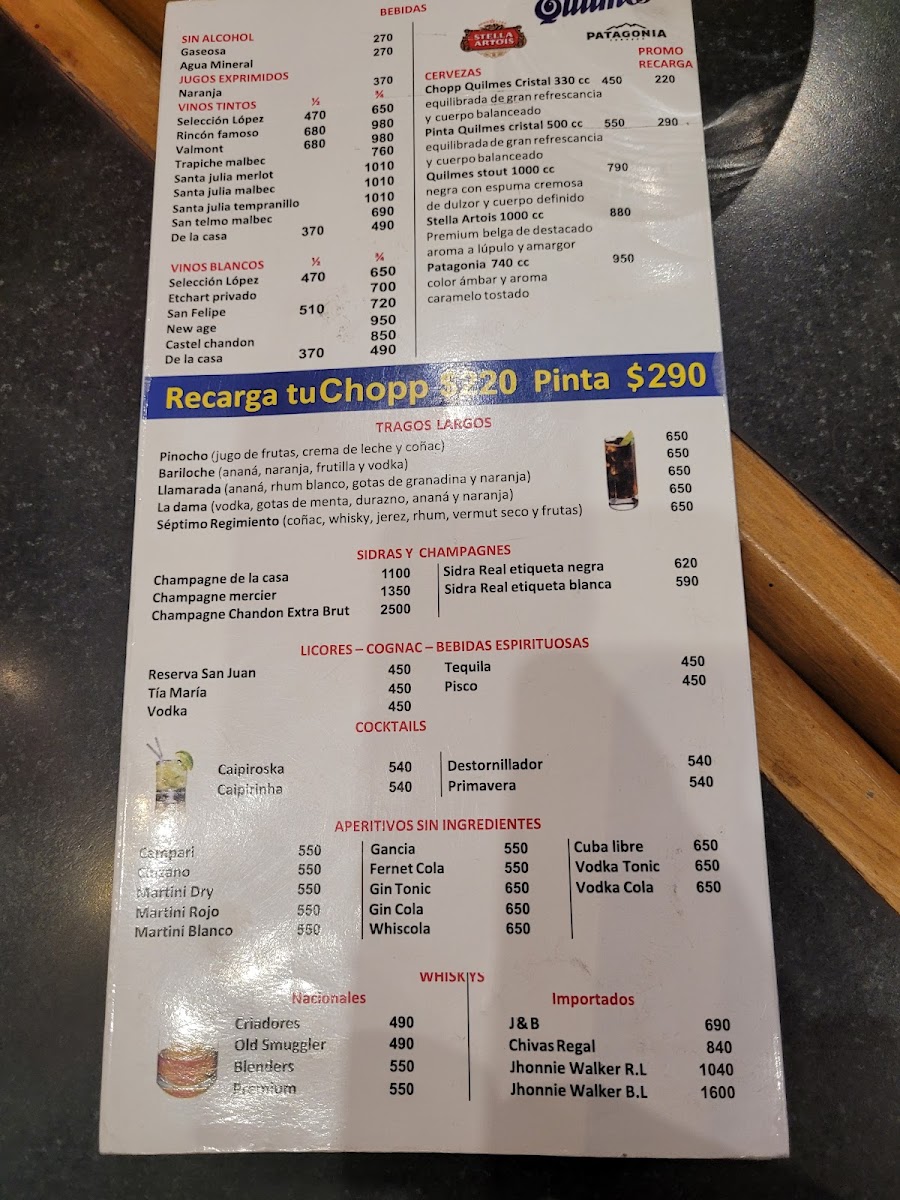 BEBIDAS
SIN ALCOHOL
Gaseosa 270
Agua Mineral 270
JUGOS EXPRIMIDOS
Naranja 370
VINOS TINTOS ½ ¾
Selección López 470 650
Rincón famoso 680 980
Valmont 680 980
Trapiche malbec 760
Santa julia merlot 1010
Santa julia malbec 1010
Santa julia tempranillo 1010
San telmo malbec 690
De la casa 370 490
VINOS BLANCOS ½ ¾
Selección López 470 650
Etchart privado 700
San Felipe 510 720
New age 950
Castel chandon 850
De la casa 370 490
Quilmes
STELLA
ARTOIS
PATAGONIA
PROMO
RECARGA
CERVEZAS
Chopp Quilmes Cristal 330 cc 450 220
equilibrada de gran refrescancia
y cuerpo balanceado
Pinta Quilmes cristal 500 cc 550 290
equilibrada de gran refrescancia
y cuerpo balanceado
Quilmes stout 1000 cc 790
negra con espuma cremosa
de dulzor y cuerpo definido
Stella Artois 1000 cc 880
Premium belga de destacado
aroma a lúpulo y amargor
Patagonia 740 cc 950
color ámbar y aroma
caramelo tostado
Recarga tu Chopp $220 Pinta $290
TRAGOS LARGOS
Pinocho (jugo de frutas, crema de leche y coñac) 650
Bariloche (ananá, naranja, frutilla y vodka) 650
Llamarada (ananá, rhum blanco, gotas de granadina y naranja) 650
La dama (vodka, gotas de menta, durazno, ananá y naranja) 650
Séptimo Regimiento (coñac, whisky, jerez, rhum, vermut seco y frutas) 650
SIDRAS Y CHAMPAGNES
Champagne de la casa 1100
Champagne mercier 1350
Champagne Chandon Extra Brut 2500
Sidra Real etiqueta negra 620
Sidra Real etiqueta blanca 590
LICORES – COGNAC – BEBIDAS ESPIRITUOSAS
Reserva San Juan 450
Tía María 450
Vodka 450
Tequila 450
Pisco 450
COCKTAILS
Caipiroska 540
Caipirinha 540
Destornillador 540
Primavera 540
APERITIVOS SIN INGREDIENTES
Campari 550
Cinzano 550
Martini Dry 550
Martini Rojo 550
Martini Blanco 550
Gancia 550
Fernet Cola 550
Gin Tonic 650
Gin Cola 650
Whiscola 650
Cuba libre 650
Vodka Tonic 650
Vodka Cola 650
WHISKYS
Nacionales
Criadores 490
Old Smuggler 490
Blenders 550
Premium 550
Importados
J&B 690
Chivas Regal 840
Jhonnie Walker R.L 1040
Jhonnie Walker B.L 1600